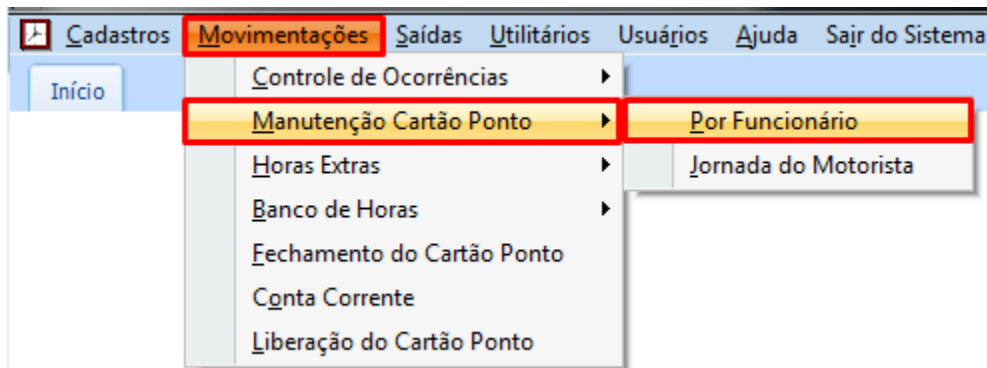 Cadastros Movimentações Saídas Utilitários Usuários Ajuda Sair do Sistema
Início
Controle de Ocorrências
Manutenção Cartão Ponto
Por Funcionário
Horas Extras
Jornada do Motorista
Banco de Horas
Fechamento do Cartão Ponto
Conta Corrente
Liberação do Cartão Ponto